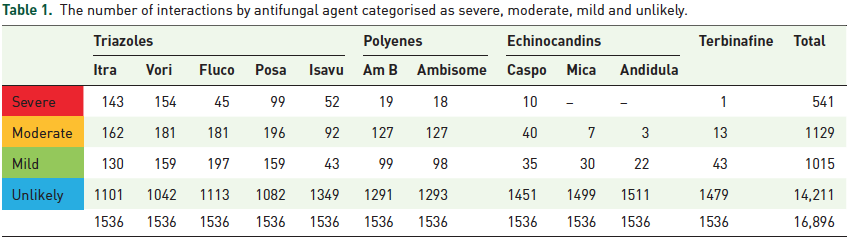 Table 1. The number of interactions by antifungal agent categorised as severe, moderate, mild and unlikely.
Triazoles Polyenes Echinocandins Terbinafine Total
Itra Vori Fluco Posa Isavu Am B Ambisome Caspo Mica Andidula
Severe 143 154 45 99 52 19 18 10 – – 1 541
Moderate 162 181 181 196 92 127 127 40 7 3 13 1129
Mild 130 159 197 159 43 99 98 35 30 22 43 1015
Unlikely 1101 1042 1113 1082 1349 1291 1293 1451 1499 1511 1479 14,211
1536 1536 1536 1536 1536 1536 1536 1536 1536 1536 1536 16,896